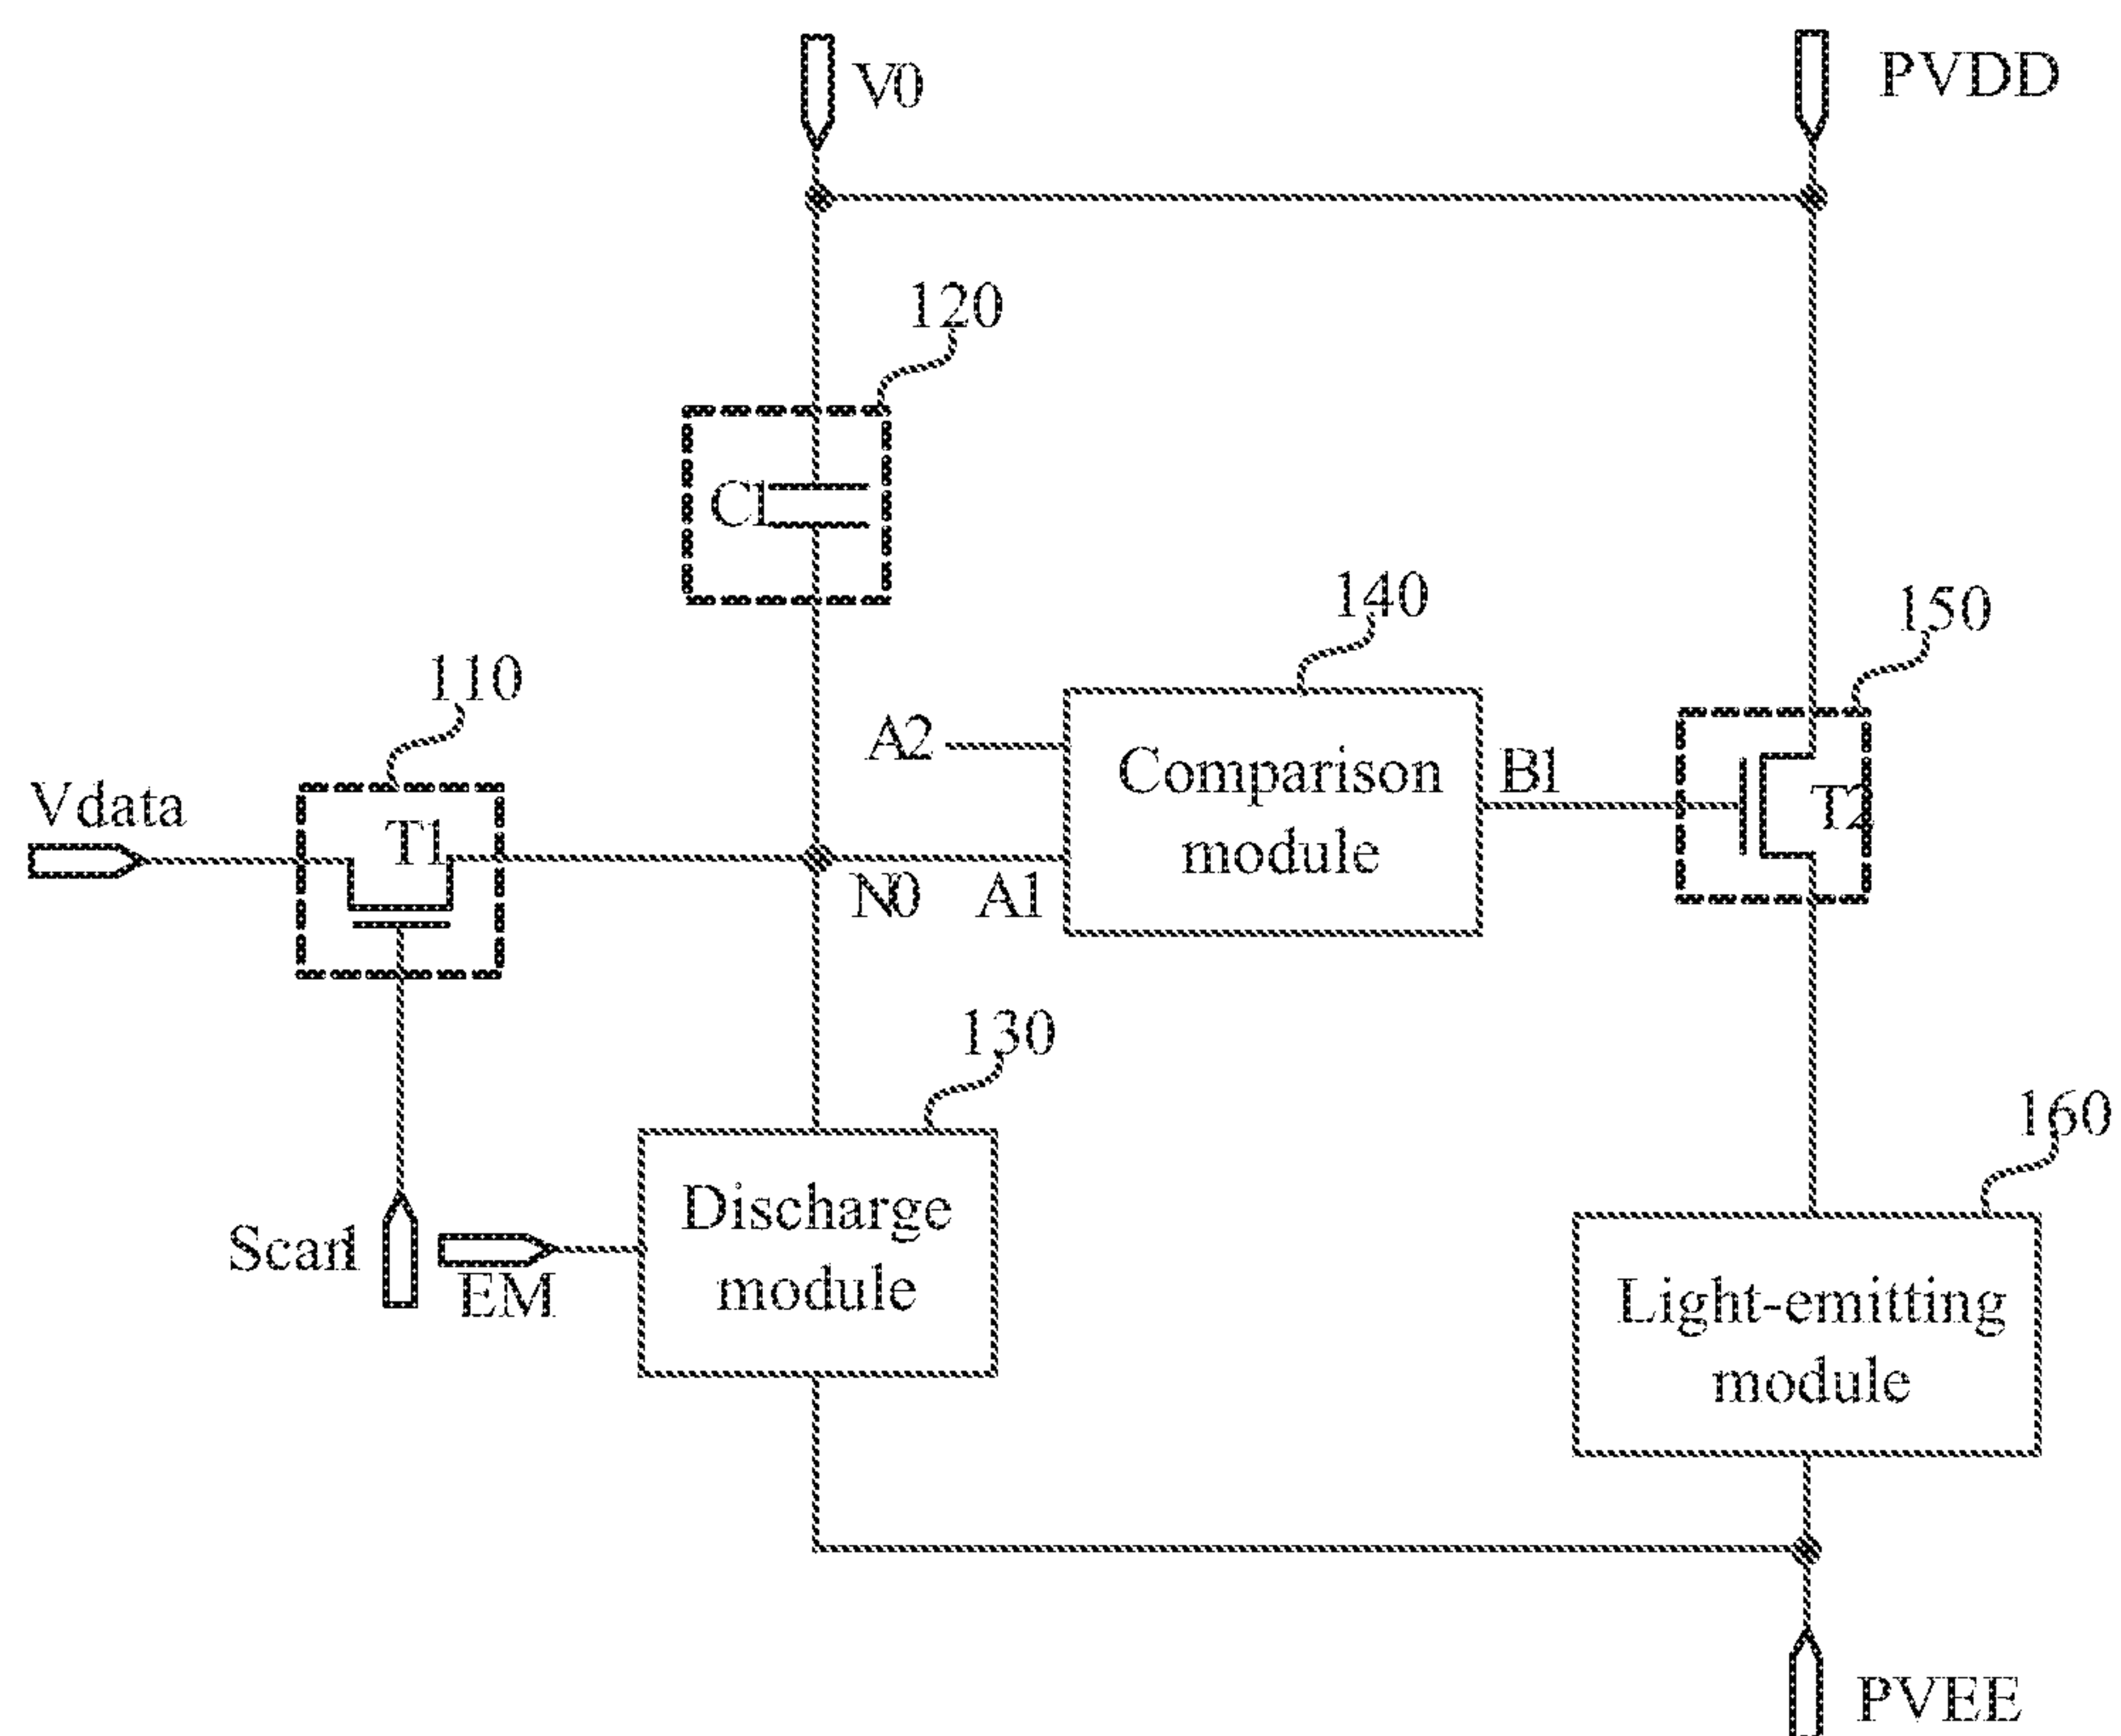 V0
PVDD
120
C1
140
150
110
A2
Comparison
module
B1
T2
Vdata
T1
N0
A1
130
160
Scan1
EM
Discharge
module
Light-emitting
module
PVEE